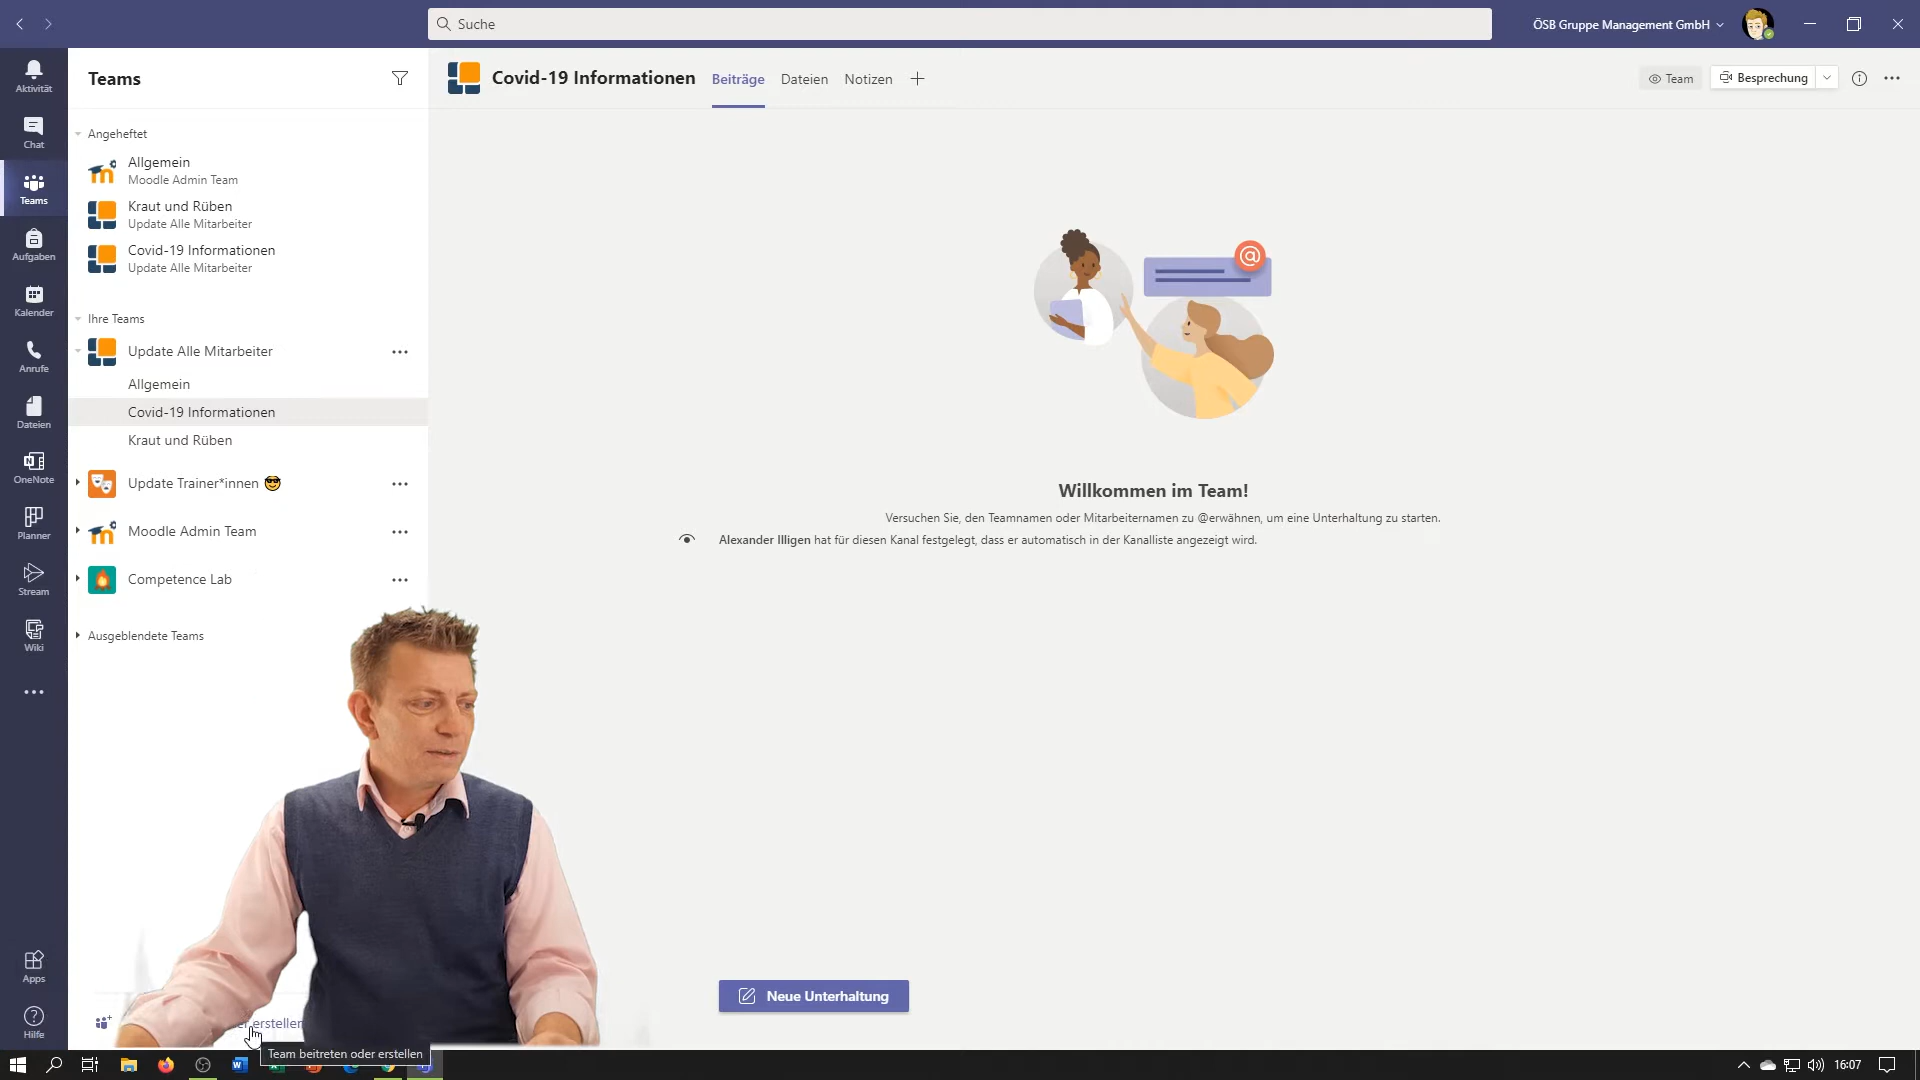 Suche
ÖSB Gruppe Management GmbH
Aktivität
Chat
Teams
Aufgaben
Kalender
Anrufe
Dateien
OneNote
Planner
Stream
Wiki
Apps
Hilfe
Teams
Angeheftet
Allgemein
Moodle Admin Team
Kraut und Rüben
Update Alle Mitarbeiter
Covid-19 Informationen
Update Alle Mitarbeiter
Ihre Teams
Update Alle Mitarbeiter
Allgemein
Covid-19 Informationen
Kraut und Rüben
Update Trainer*innen 😎
Moodle Admin Team
Competence Lab
Ausgeblendete Teams
erstellen
Team beitreten oder erstellen
Covid-19 Informationen Beiträge Dateien Notizen
Team
Besprechung
@
Willkommen im Team!
Versuchen Sie, den Teamnamen oder Mitarbeiternamen zu @erwähnen, um eine Unterhaltung zu starten.
Alexander Illigen hat für diesen Kanal festgelegt, dass er automatisch in der Kanalliste angezeigt wird.
Neue Unterhaltung
16:07